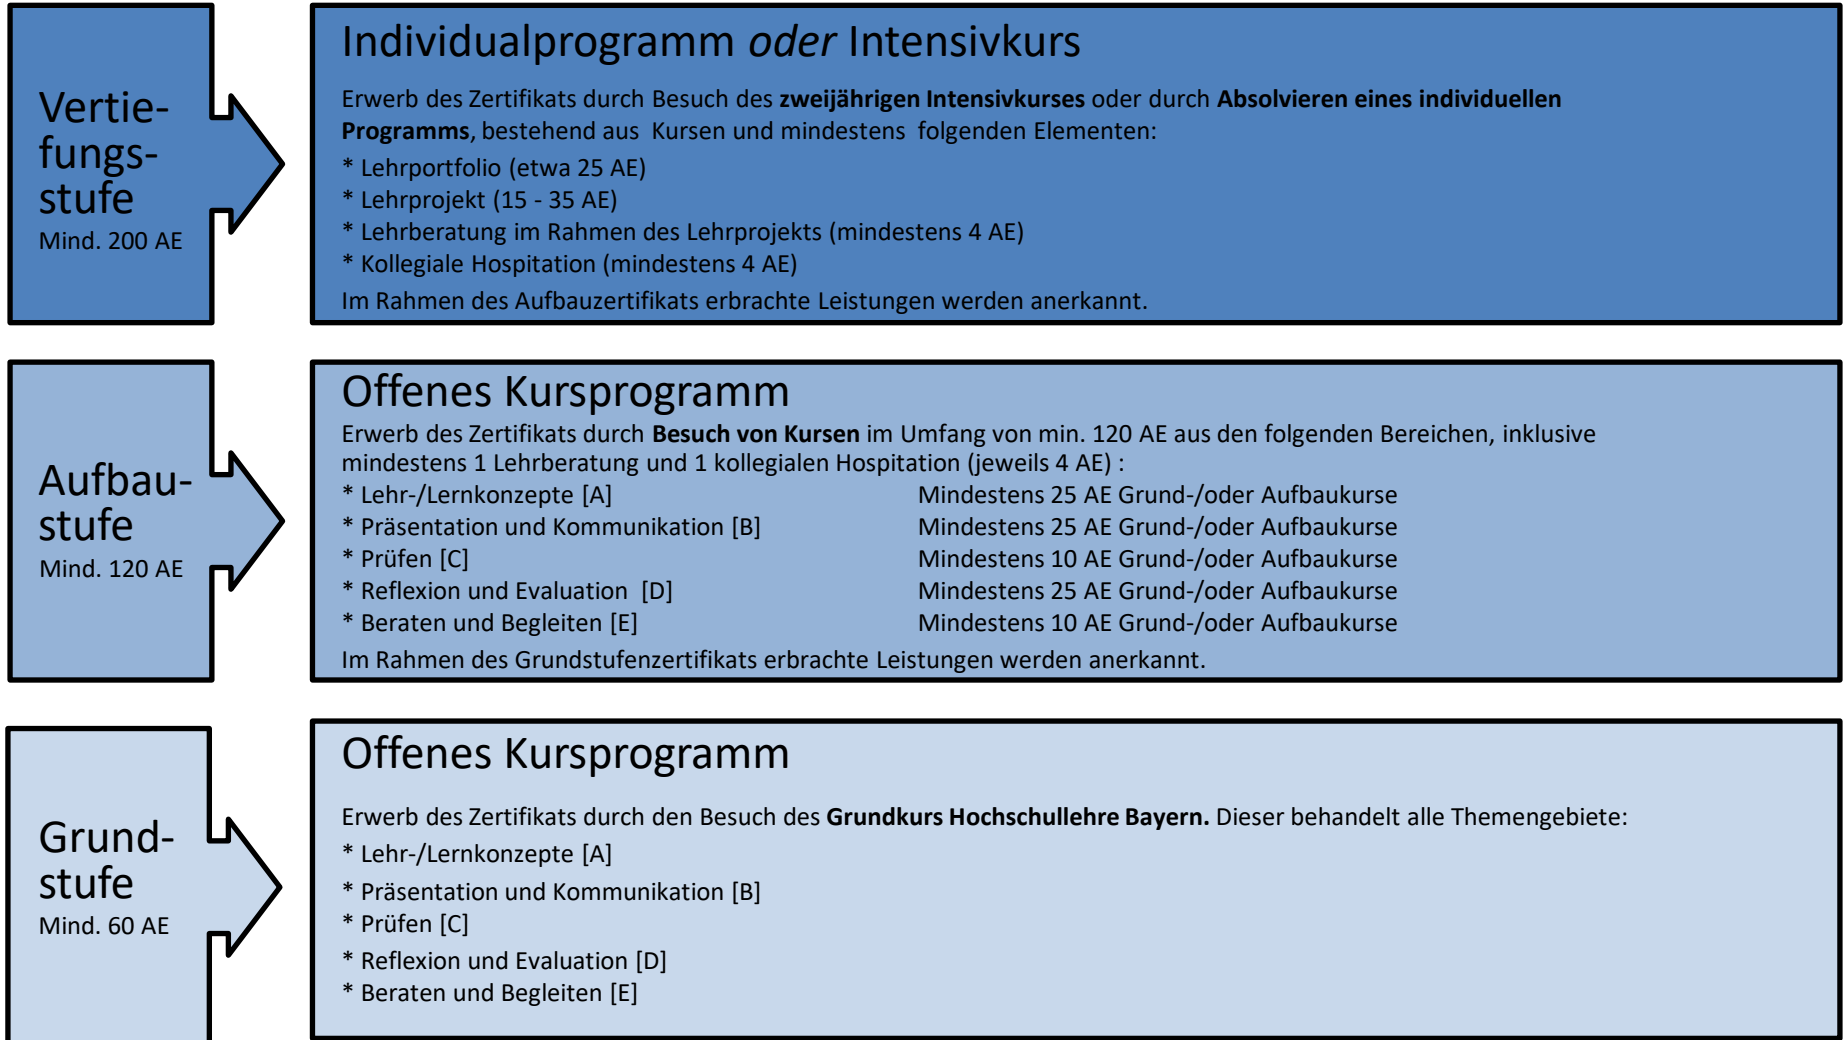 Vertie-
fungs-
stufe
Mind. 200 AE
Individualprogramm oder Intensivkurs
Erwerb des Zertifikats durch Besuch des zweijährigen Intensivkurses oder durch Absolvieren eines individuellen
Programms, bestehend aus Kursen und mindestens folgenden Elementen:
* Lehrportfolio (etwa 25 AE)
* Lehrprojekt (15 - 35 AE)
* Lehrberatung im Rahmen des Lehrprojekts (mindestens 4 AE)
* Kollegiale Hospitation (mindestens 4 AE)
Im Rahmen des Aufbauzertifikats erbrachte Leistungen werden anerkannt.
Aufbau-
stufe
Mind. 120 AE
Offenes Kursprogramm
Erwerb des Zertifikats durch Besuch von Kursen im Umfang von min. 120 AE aus den folgenden Bereichen, inklusive
mindestens 1 Lehrberatung und 1 kollegialen Hospitation (jeweils 4 AE) :
* Lehr-/Lernkonzepte [A] Mindestens 25 AE Grund-/oder Aufbaukurse
* Präsentation und Kommunikation [B] Mindestens 25 AE Grund-/oder Aufbaukurse
* Prüfen [C] Mindestens 10 AE Grund-/oder Aufbaukurse
* Reflexion und Evaluation [D] Mindestens 25 AE Grund-/oder Aufbaukurse
* Beraten und Begleiten [E] Mindestens 10 AE Grund-/oder Aufbaukurse
Im Rahmen des Grundstufenzertifikats erbrachte Leistungen werden anerkannt.
Grund-
stufe
Mind. 60 AE
Offenes Kursprogramm
Erwerb des Zertifikats durch den Besuch des Grundkurs Hochschullehre Bayern. Dieser behandelt alle Themengebiete:
* Lehr-/Lernkonzepte [A]
* Präsentation und Kommunikation [B]
* Prüfen [C]
* Reflexion und Evaluation [D]
* Beraten und Begleiten [E]